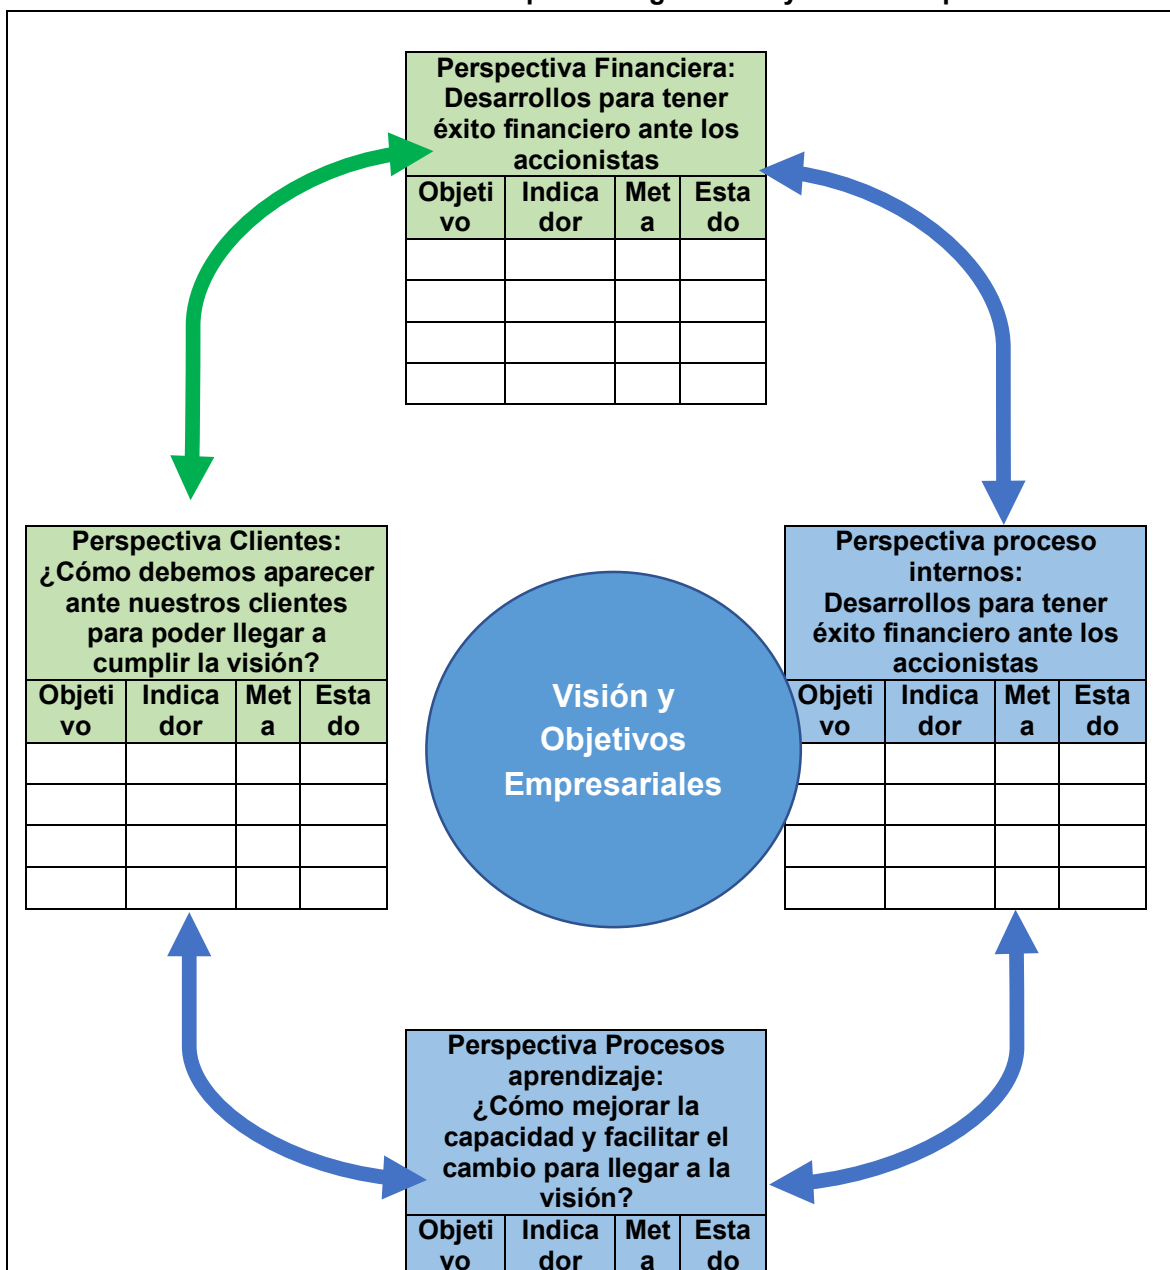 Perspectiva Financiera:
Desarrollos para tener
éxito financiero ante los
accionistas
Objeti Indica Met Esta
vo dor a do
Perspectiva Clientes:
¿Cómo debemos aparecer
ante nuestros clientes
para poder llegar a
cumplir la visión?
Objeti Indica Met Esta
vo dor a do
Visión y
Objetivos
Empresariales
Perspectiva proceso
internos:
Desarrollos para tener
éxito financiero ante los
accionistas
Objeti Indica Met Esta
vo dor a do
Perspectiva Procesos
aprendizaje:
¿Cómo mejorar la
capacidad y facilitar el
cambio para llegar a la
visión?
Objeti Indica Met Esta
vo dor a do